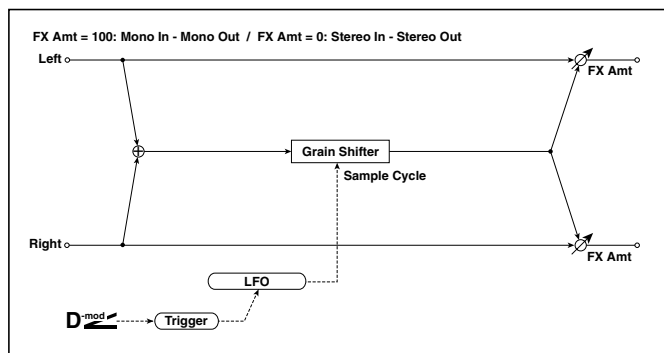 FX Amt = 100: Mono In - Mono Out / FX Amt = 0: Stereo In - Stereo Out
Left
FX Amt
Grain Shifter
Sample Cycle
Right
FX Amt
LFO
D-mod
Trigger